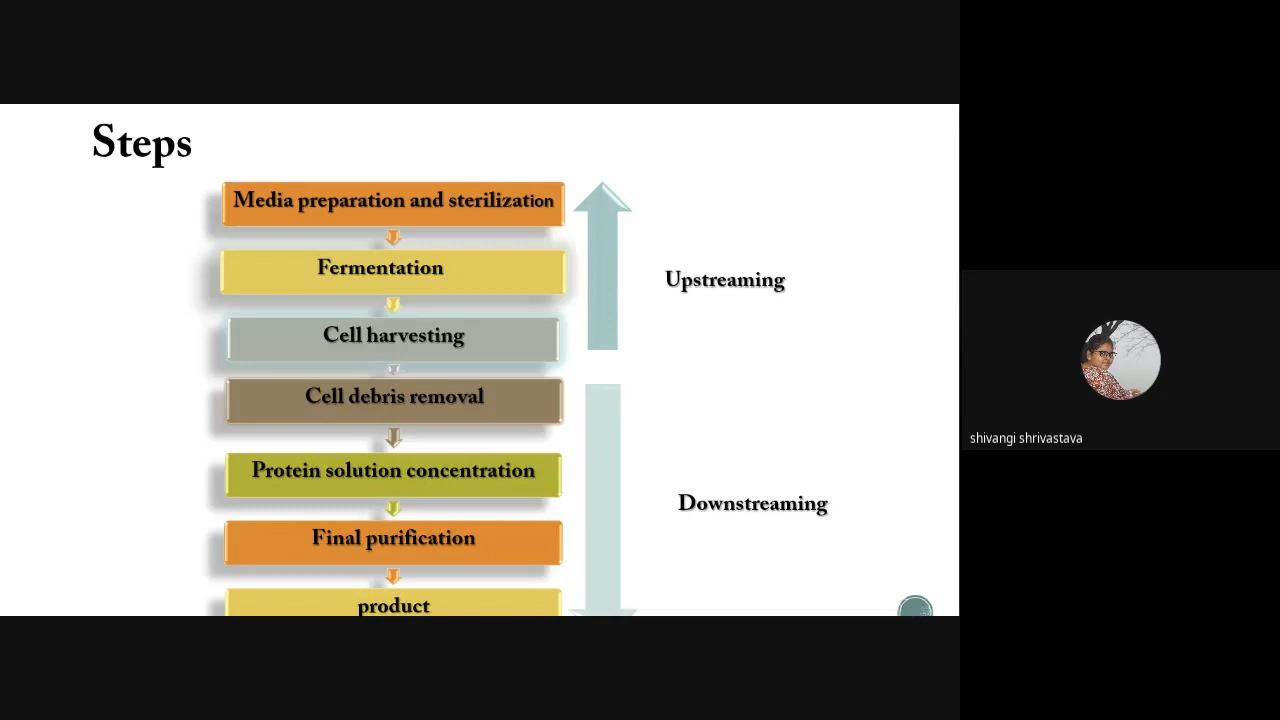 Steps
Media preparation and sterilization
Fermentation
Upstreaming
Cell harvesting
Cell debris removal
Protein solution concentration
Downstreaming
Final purification
product
shivangi shrivastava